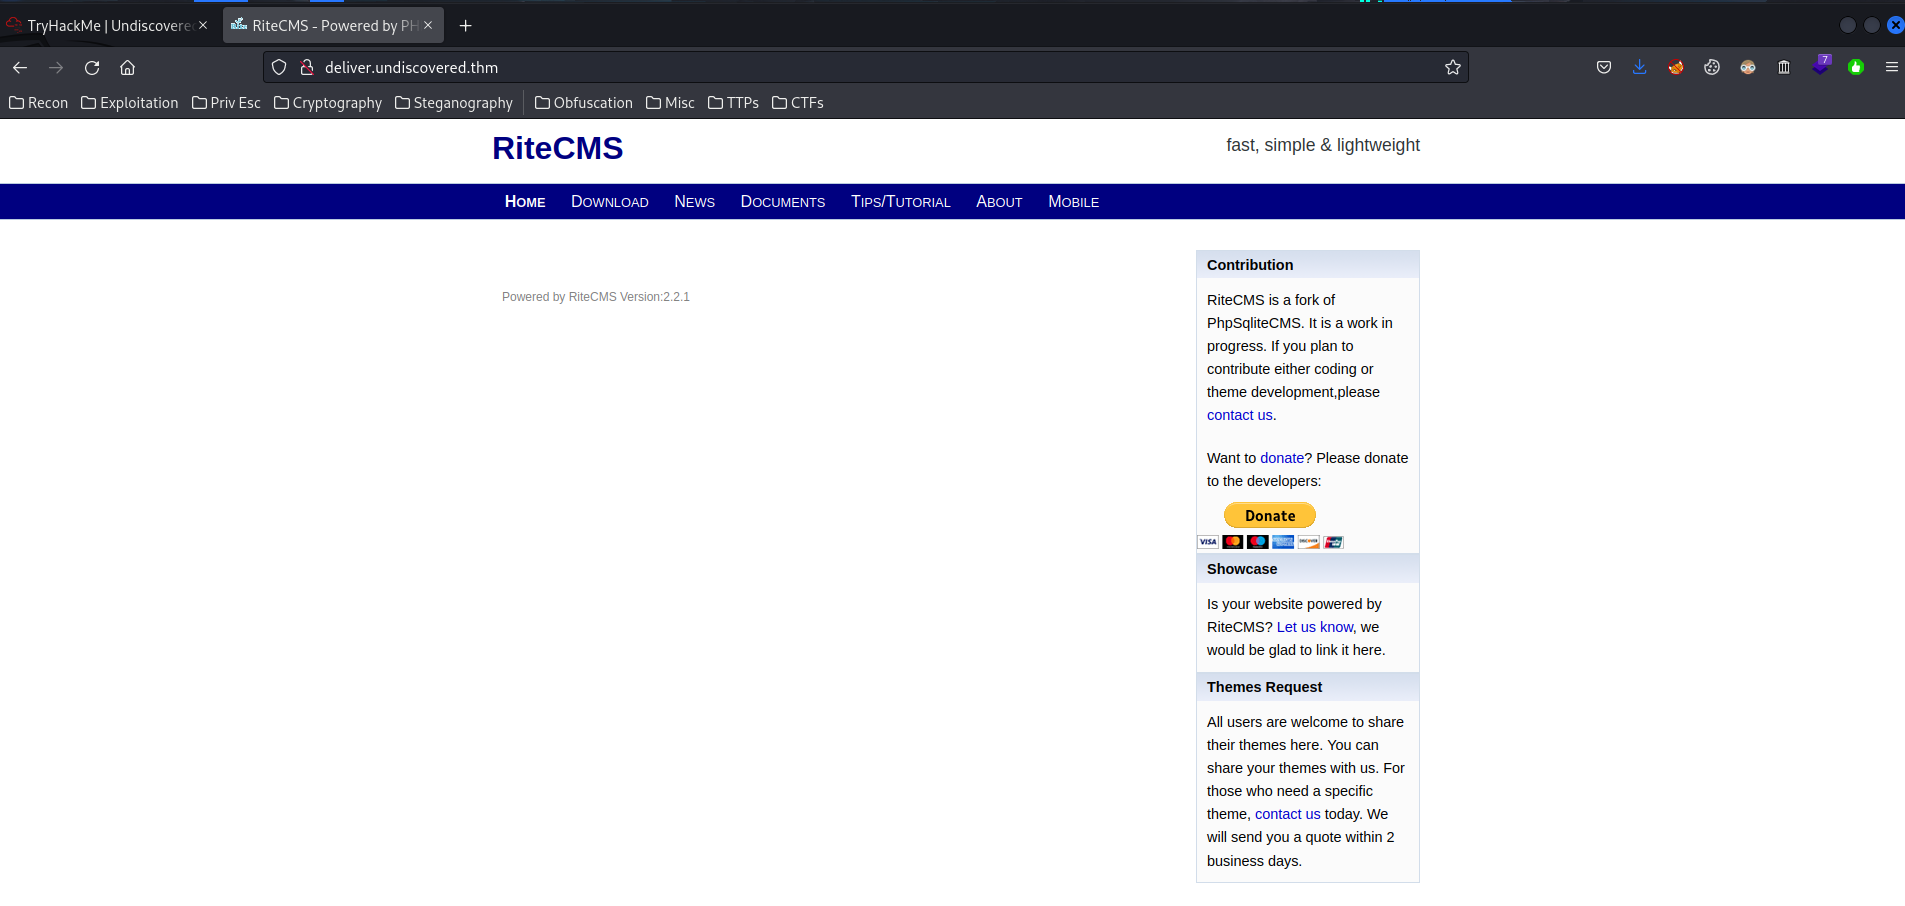 TryHackMe | Undiscovered
RiteCMS - Powered by PH
deliver.undiscovered.thm
7
Recon Exploitation Priv Esc Cryptography Steganography Obfuscation Misc TTPs CTFs
RiteCMS
fast, simple & lightweight
HOME DOWNLOAD NEWS DOCUMENTS TIPS/TUTORIAL ABOUT MOBILE
Powered by RiteCMS Version:2.2.1
Contribution
RiteCMS is a fork of
PhpSqliteCMS. It is a work in
progress. If you plan to
contribute either coding or
theme development,please
contact us.
Want to donate? Please donate
to the developers:
Donate
VISA
Showcase
Is your website powered by
RiteCMS? Let us know, we
would be glad to link it here.
Themes Request
All users are welcome to share
their themes here. You can
share your themes with us. For
those who need a specific
theme, contact us today. We
will send you a quote within 2
business days.